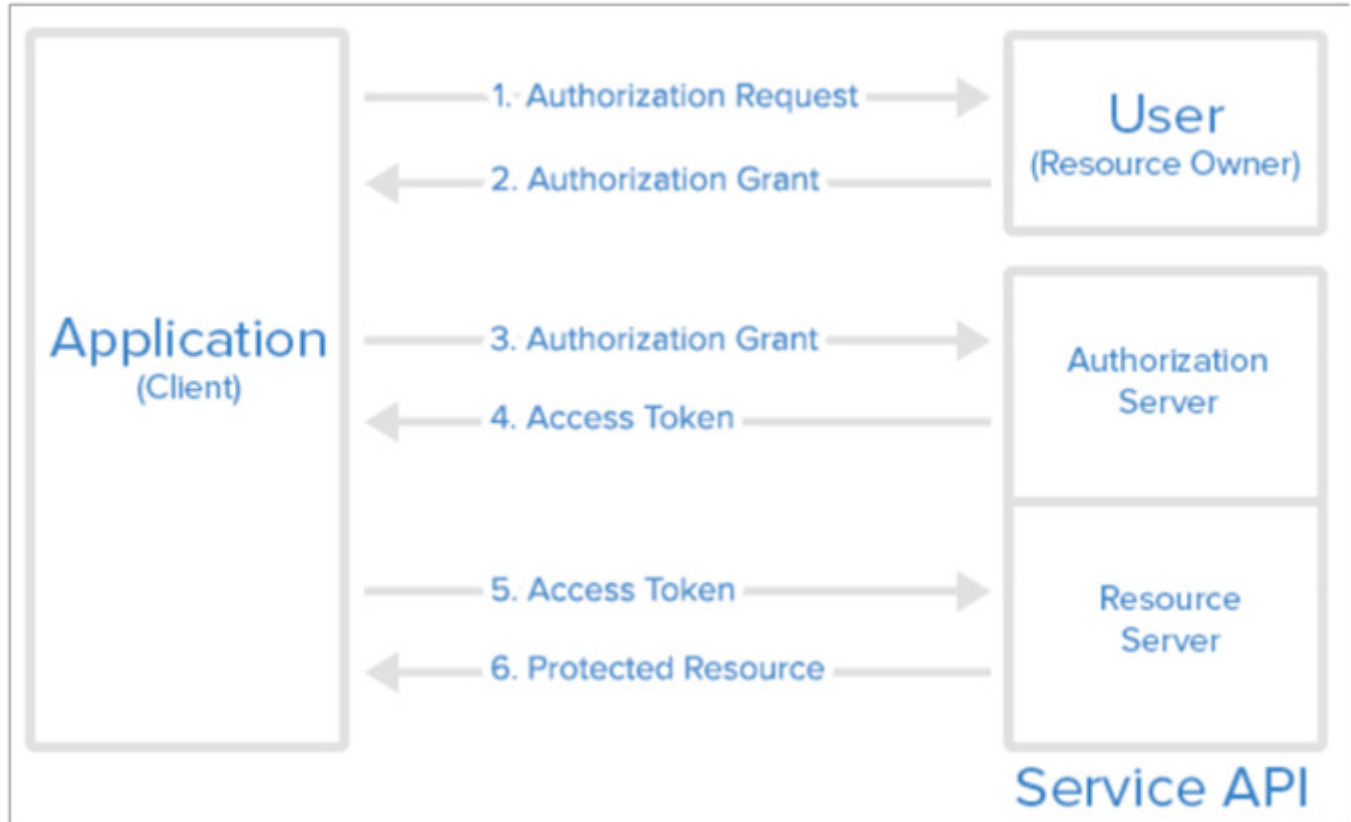 1. Authorization Request
User
(Resource Owner)
2. Authorization Grant
Application
(Client)
3. Authorization Grant
Authorization
Server
4. Access Token
5. Access Token
Resource
Server
6. Protected Resource
Service API